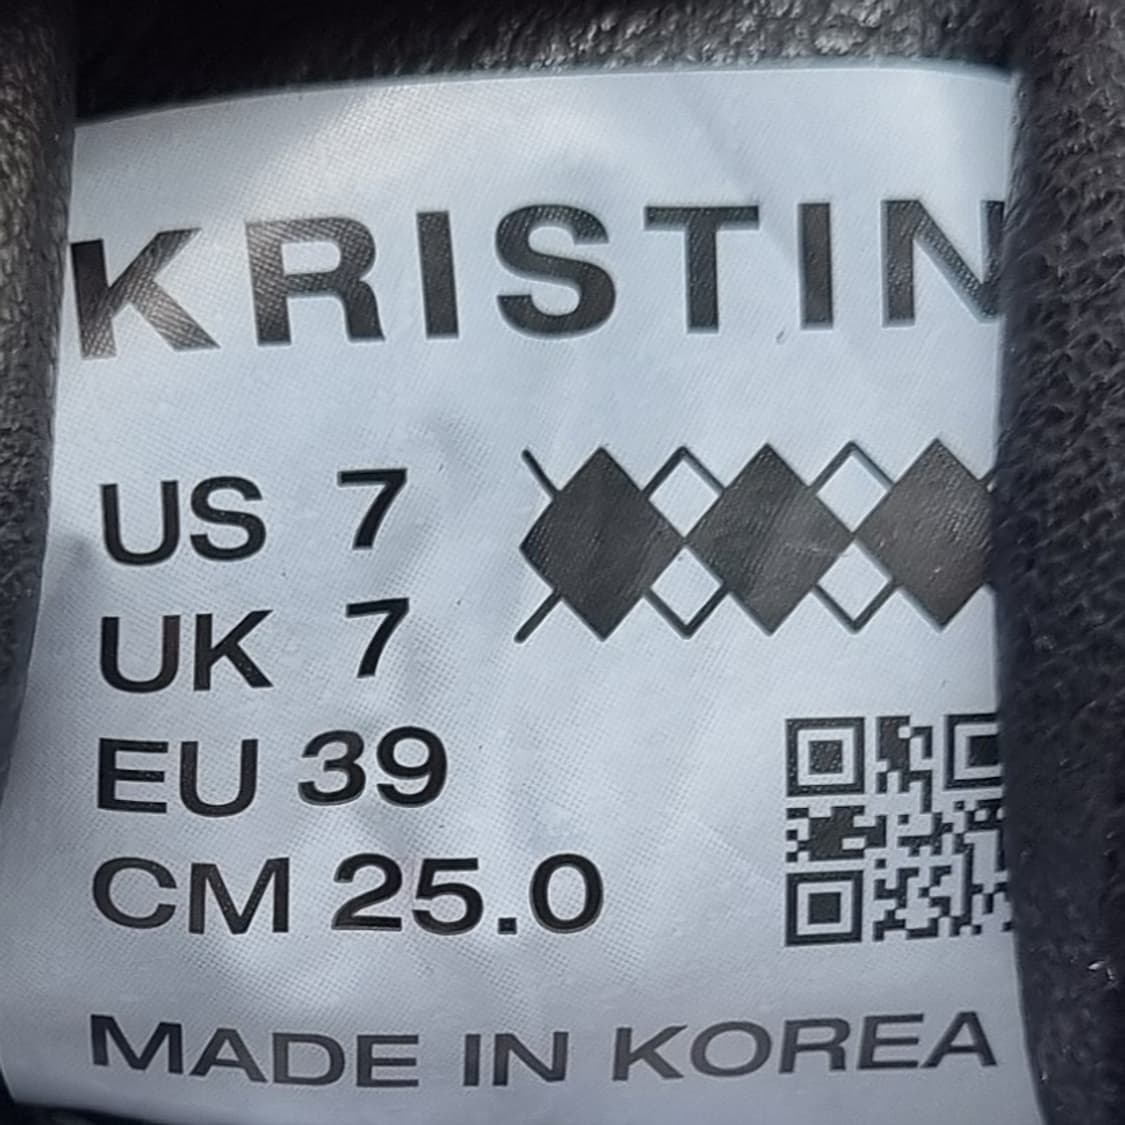 KRISTIN
US 7
UK 7
EU 39
CM 25.0
MADE IN KOREA